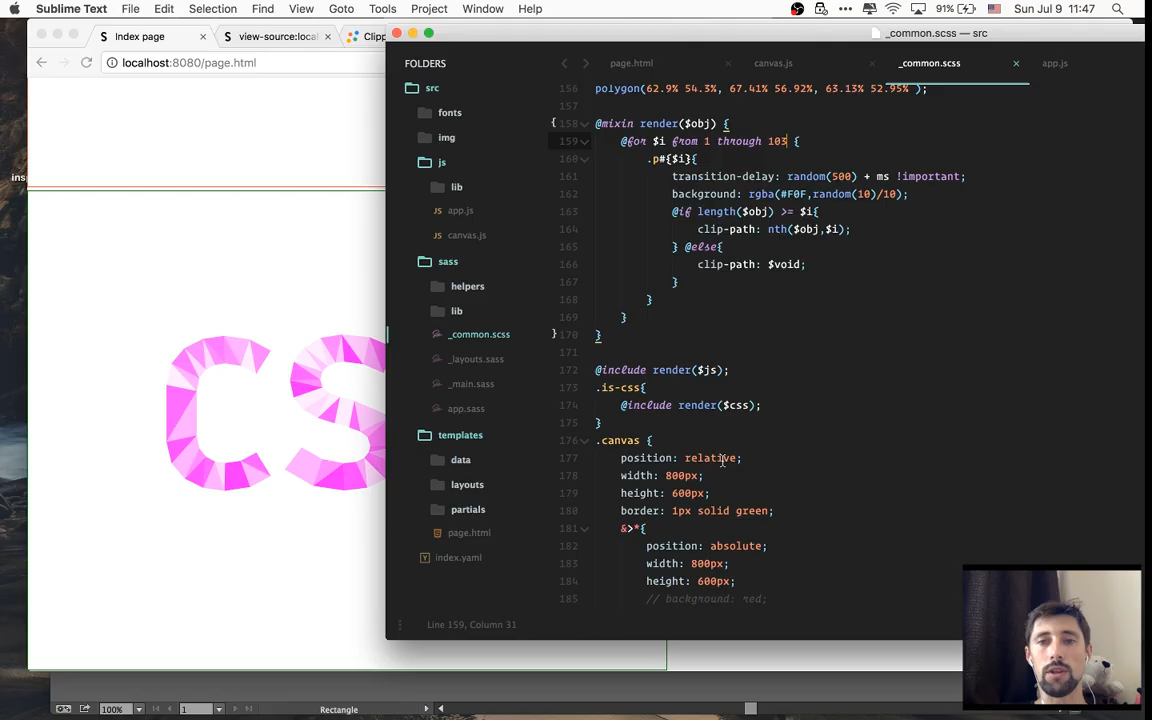 Sublime Text File Edit Selection Find View Goto Tools Project Window Help 91% Sun Jul 9 11:47
Index page × view-source:local × Clipp
localhost:8080/page.html
_common.scss — src
FOLDERS
src
fonts
img
js
lib
app.js
canvas.js
sass
helpers
lib
_common.scss
_layouts.sass
_main.sass
app.sass
templates
data
layouts
partials
page.html
index.yaml
page.html × canvas.js × _common.scss × app.js
156 polygon(62.9% 54.3%, 67.41% 56.92%, 63.13% 52.95% );
157
158 @mixin render($obj) {
159 @for $i from 1 through 103 {
160 .p#{$i}{
161 transition-delay: random(500) + ms !important;
162 background: rgba(#F0F,random(10)/10);
163 @if length($obj) >= $i{
164 clip-path: nth($obj,$i);
165 } @else{
166 clip-path: $void;
167 }
168 }
169 }
170 }
171
172 @include render($js);
173 .is-css{
174 @include render($css);
175 }
176 .canvas {
177 position: relative;
178 width: 800px;
179 height: 600px;
180 border: 1px solid green;
181 &>*{
182 position: absolute;
183 width: 800px;
184 height: 600px;
185 // background: red;
Line 159, Column 31
insp
CS
100% 1 Rectangle